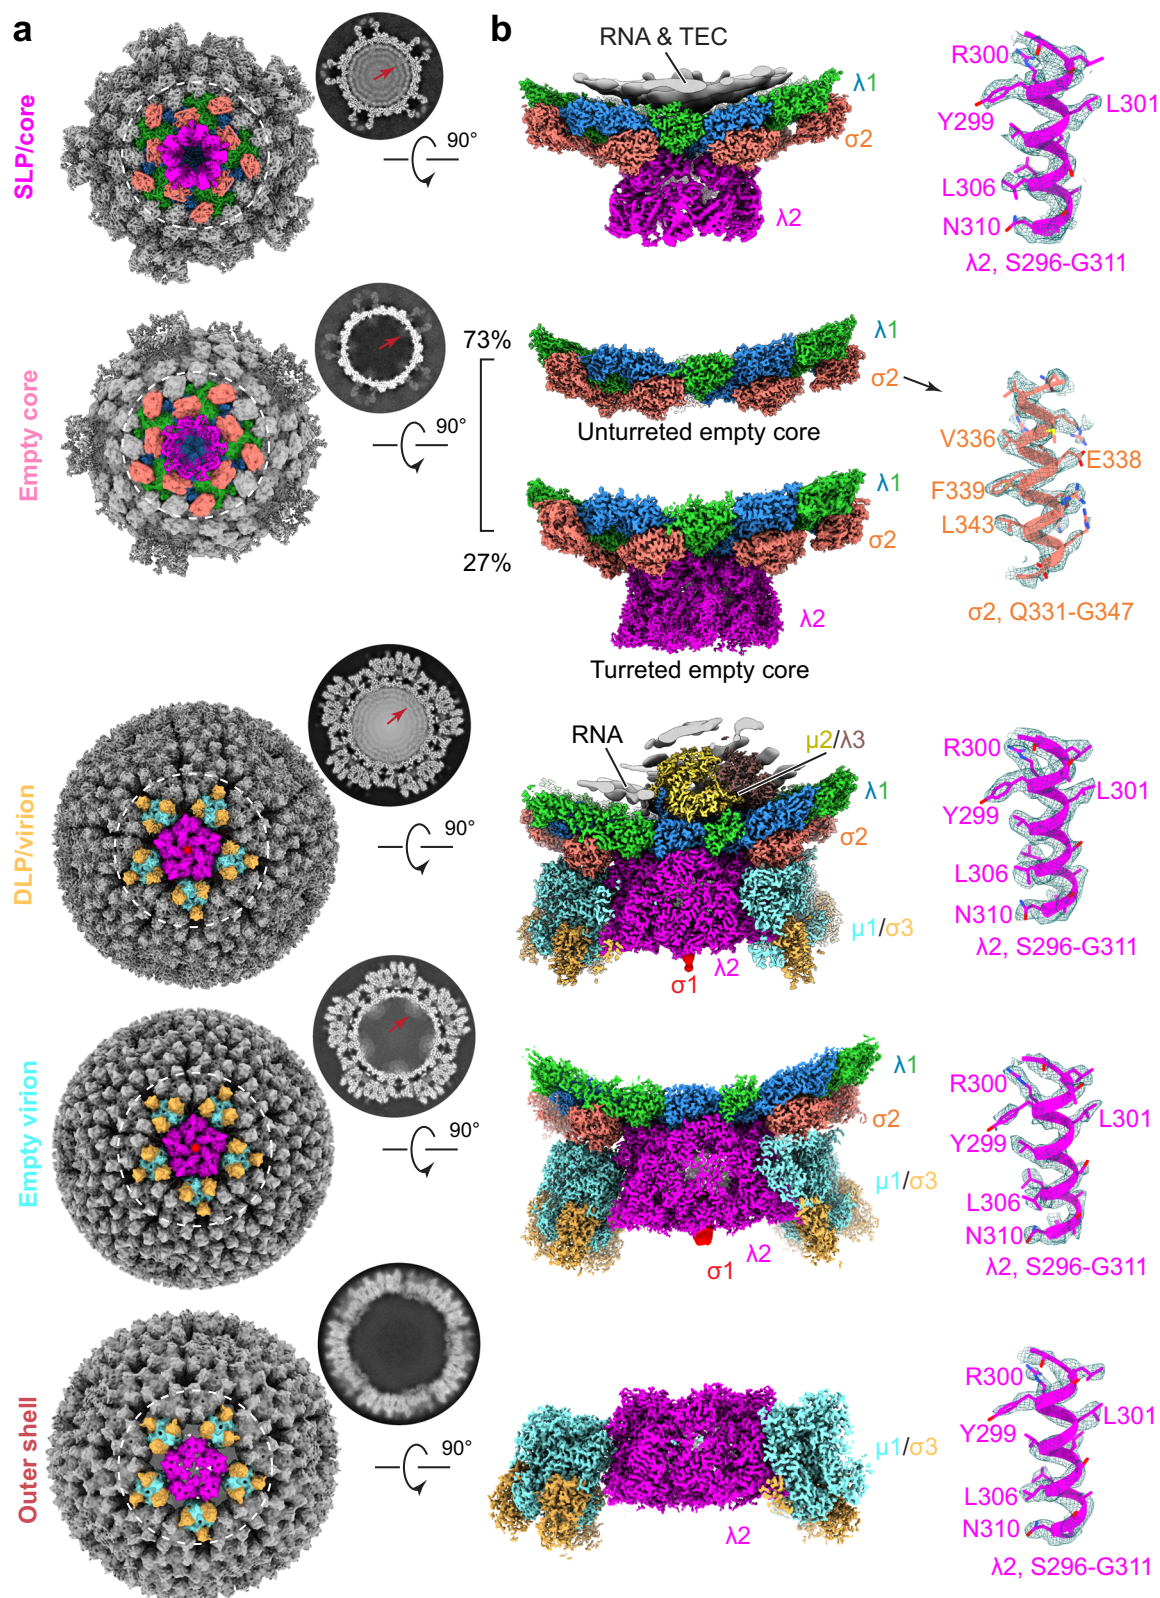 a
b
SLP/core
90°
RNA & TEC
λ1
σ2
λ2
R300
Y299
L301
L306
N310
λ2, S296-G311
Empty core
90°
73%
27%
λ1
σ2
Unturreted empty core
λ1
σ2
λ2
Turreted empty core
V336
E338
F339
L343
σ2, Q331-G347
DLP/virion
90°
RNA
μ2/λ3
λ1
σ2
μ1/σ3
λ2
σ1
R300
Y299
L301
L306
N310
λ2, S296-G311
Empty virion
90°
λ1
σ2
μ1/σ3
λ2
σ1
R300
Y299
L301
L306
N310
λ2, S296-G311
Outer shell
90°
μ1/σ3
λ2
R300
Y299
L301
L306
N310
λ2, S296-G311